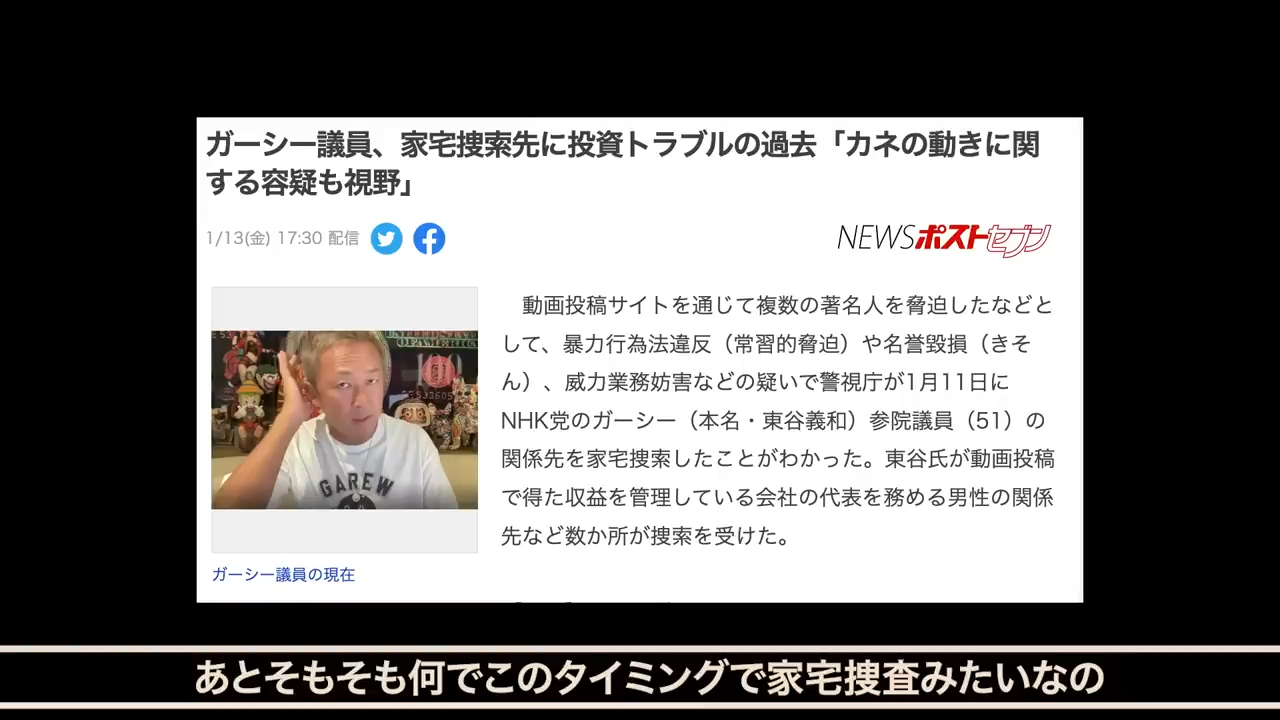 ガーシー議員、家宅捜索先に投資トラブルの過去「カネの動きに関
する容疑も視野」
1/13(金) 17:30 配信
NEWSポストセブン
動画投稿サイトを通じて複数の著名人を脅迫したなどと
して、暴力行為法違反（常習的脅迫）や名誉毀損（きそ
ん）、威力業務妨害などの疑いで警視庁が1月11日に
NHK党のガーシー（本名・東谷義和）参院議員（51）の
関係先を家宅捜索したことがわかった。東谷氏が動画投稿
で得た収益を管理している会社の代表を務める男性の関係
先など数か所が捜索を受けた。
GAREW
ガーシー議員の現在
あとそもそも何でこのタイミングで家宅捜査みたいなの